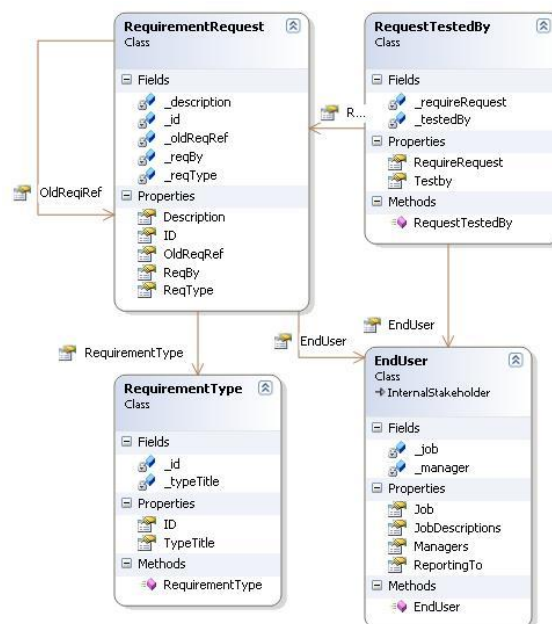 RequirementRequest
Class
Fields
_description
_id
_oldReqRef
_reqBy
_reqType
Properties
Description
ID
OldReqRef
ReqBy
ReqType
OldReqiRef
RequestTestedBy
Class
Fields
_requireRequest
_testedBy
Properties
RequireRequest
Testby
Methods
RequestTestedBy
R...
RequirementType
EndUser
EndUser
RequirementType
Class
Fields
_id
_typeTitle
Properties
ID
TypeTitle
Methods
RequirementType
EndUser
Class
InternalStakeholder
Fields
_job
_manager
Properties
Job
JobDescriptions
Managers
ReportingTo
Methods
EndUser